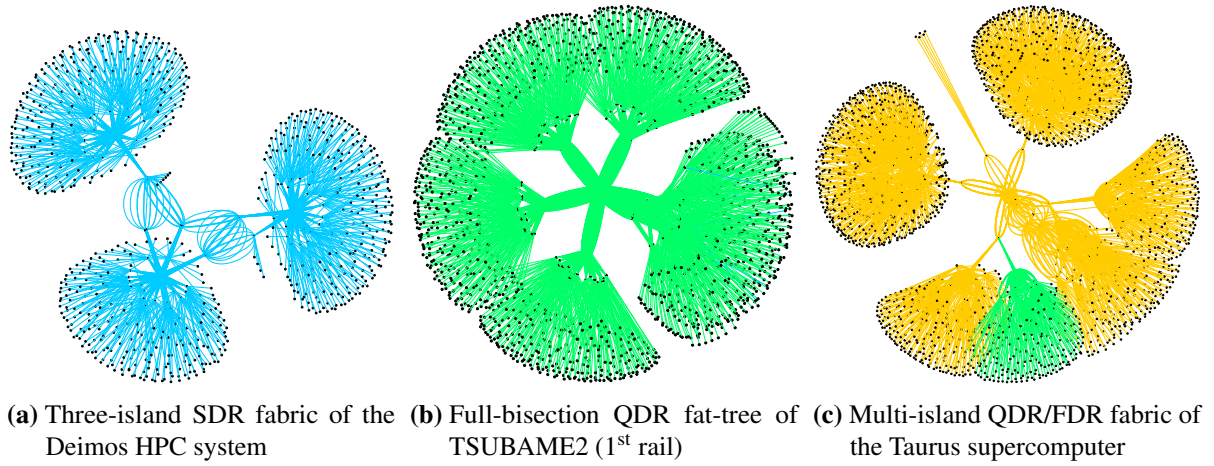 (a) Three-island SDR fabric of the
Deimos HPC system
(b) Full-bisection QDR fat-tree of
TSUBAME2 (1st rail)
(c) Multi-island QDR/FDR fabric of
the Taurus supercomputer